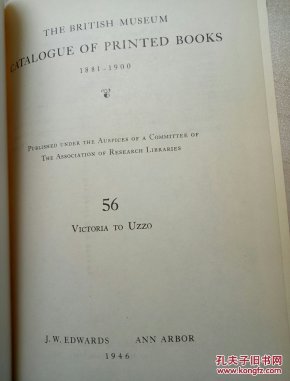 THE BRITISH MUSEUM
CATALOGUE OF PRINTED BOOKS
1881-1900
PUBLISHED UNDER THE AUSPICES OF A COMMITTEE OF
THE ASSOCIATION OF RESEARCH LIBRARIES
56
VICTORIA TO UZZO
J. W. EDWARDS ANN ARBOR
1946
孔夫子旧书网